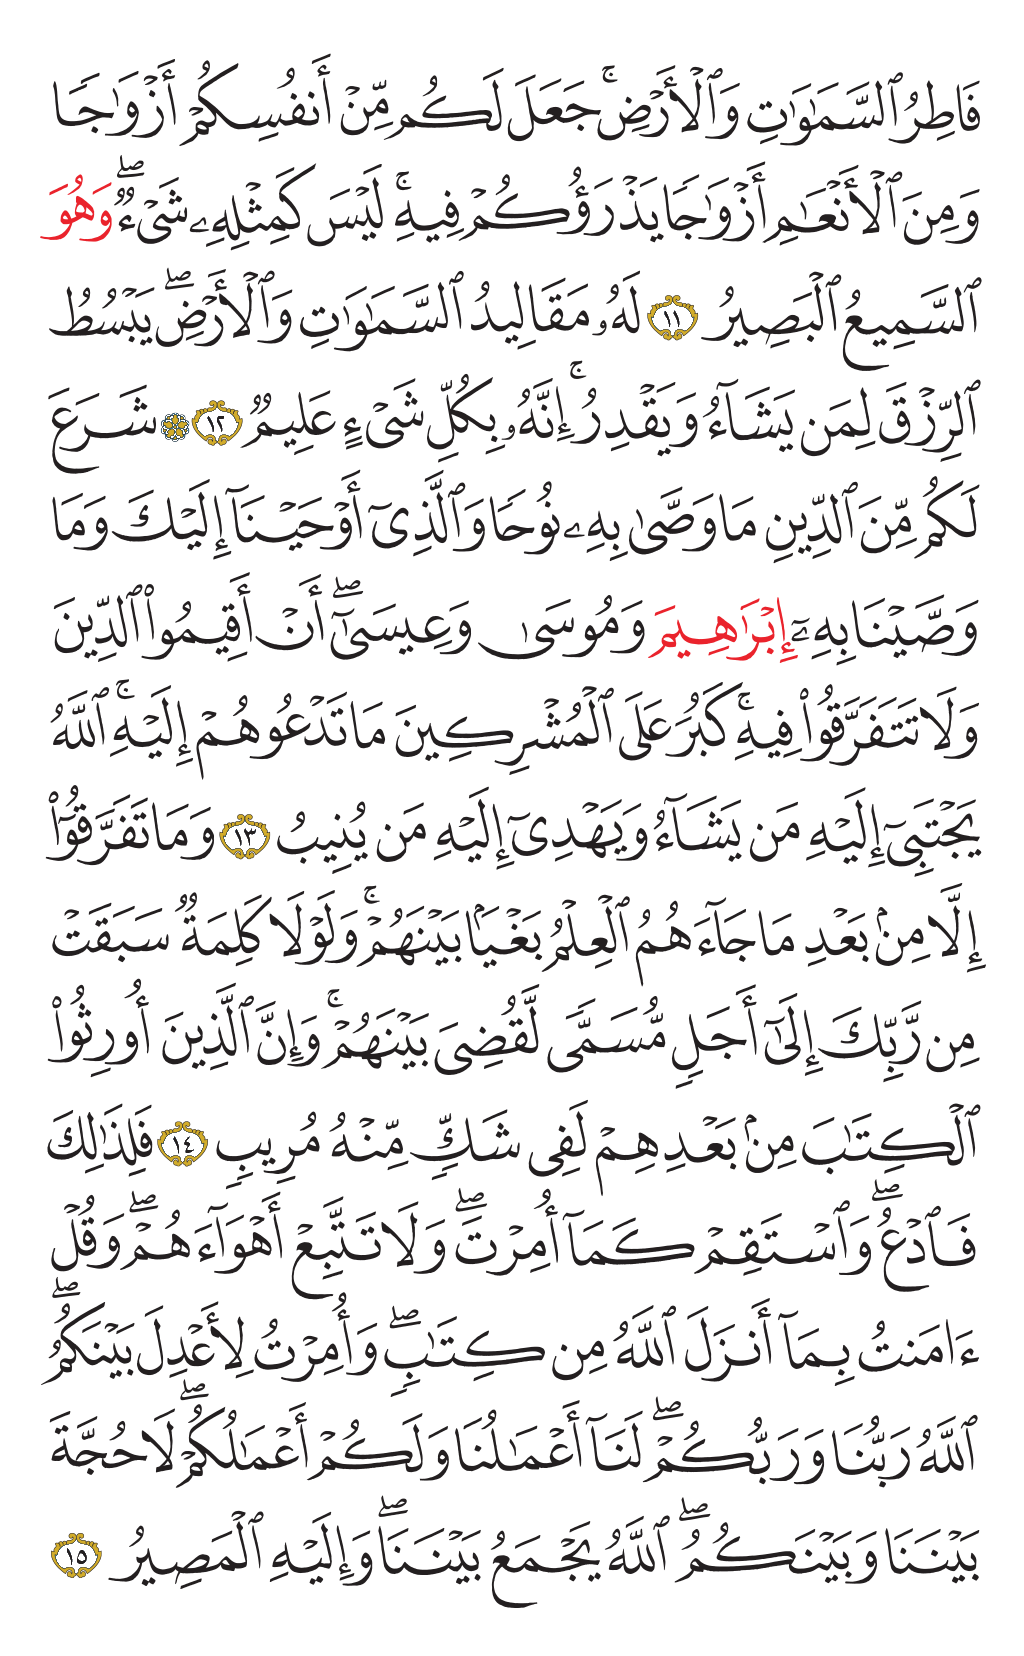 فَاطِرُ ٱلسَّمَٰوَٰتِ وَٱلۡأَرۡضِۚ جَعَلَ لَكُم مِّنۡ أَنفُسِكُمۡ أَزۡوَٰجٗا
وَمِنَ ٱلۡأَنۡعَٰمِ أَزۡوَٰجٗا يَذۡرَؤُكُمۡ فِيهِۚ لَيۡسَ كَمِثۡلِهِۦ شَيۡءٞۖ وَهُوَ
ٱلسَّمِيعُ ٱلۡبَصِيرُ ١١ لَهُۥ مَقَالِيدُ ٱلسَّمَٰوَٰتِ وَٱلۡأَرۡضِۖ يَبۡسُطُ
ٱلرِّزۡقَ لِمَن يَشَآءُ وَيَقۡدِرُۚ إِنَّهُۥ بِكُلِّ شَيۡءٍ عَلِيمٞ ١٢ ۞ شَرَعَ
لَكُم مِّنَ ٱلدِّينِ مَا وَصَّىٰ بِهِۦ نُوحٗا وَٱلَّذِيٓ أَوۡحَيۡنَآ إِلَيۡكَ وَمَا
وَصَّيۡنَا بِهِۦٓ إِبۡرَٰهِيمَ وَمُوسَىٰ وَعِيسَىٰٓۖ أَنۡ أَقِيمُواْ ٱلدِّينَ
وَلَا تَتَفَرَّقُواْ فِيهِۚ كَبُرَ عَلَى ٱلۡمُشۡرِكِينَ مَا تَدۡعُوهُمۡ إِلَيۡهِۚ ٱللَّهُ
يَجۡتَبِيٓ إِلَيۡهِ مَن يَشَآءُ وَيَهۡدِيٓ إِلَيۡهِ مَن يُنِيبُ ١٣ وَمَا تَفَرَّقُوٓاْ
إِلَّا مِنۢ بَعۡدِ مَا جَآءَهُمُ ٱلۡعِلۡمُ بَغۡيَۢا بَيۡنَهُمۡۚ وَلَوۡلَا كَلِمَةٞ سَبَقَتۡ
مِن رَّبِّكَ إِلَىٰٓ أَجَلٖ مُّسَمّٗى لَّقُضِيَ بَيۡنَهُمۡۚ وَإِنَّ ٱلَّذِينَ أُورِثُواْ
ٱلۡكِتَٰبَ مِنۢ بَعۡدِهِمۡ لَفِي شَكّٖ مِّنۡهُ مُرِيبٖ ١٤ فَلِذَٰلِكَ
فَٱدۡعُۖ وَٱسۡتَقِمۡ كَمَآ أُمِرۡتَۖ وَلَا تَتَّبِعۡ أَهۡوَآءَهُمۡۖ وَقُلۡ
ءَامَنتُ بِمَآ أَنزَلَ ٱللَّهُ مِن كِتَٰبٖۖ وَأُمِرۡتُ لِأَعۡدِلَ بَيۡنَكُمُۖ
ٱللَّهُ رَبُّنَا وَرَبُّكُمۡۖ لَنَآ أَعۡمَٰلُنَا وَلَكُمۡ أَعۡمَٰلُكُمۡۖ لَا حُجَّةَ
بَيۡنَنَا وَبَيۡنَكُمُۖ ٱللَّهُ يَجۡمَعُ بَيۡنَنَاۖ وَإِلَيۡهِ ٱلۡمَصِيرُ ١٥